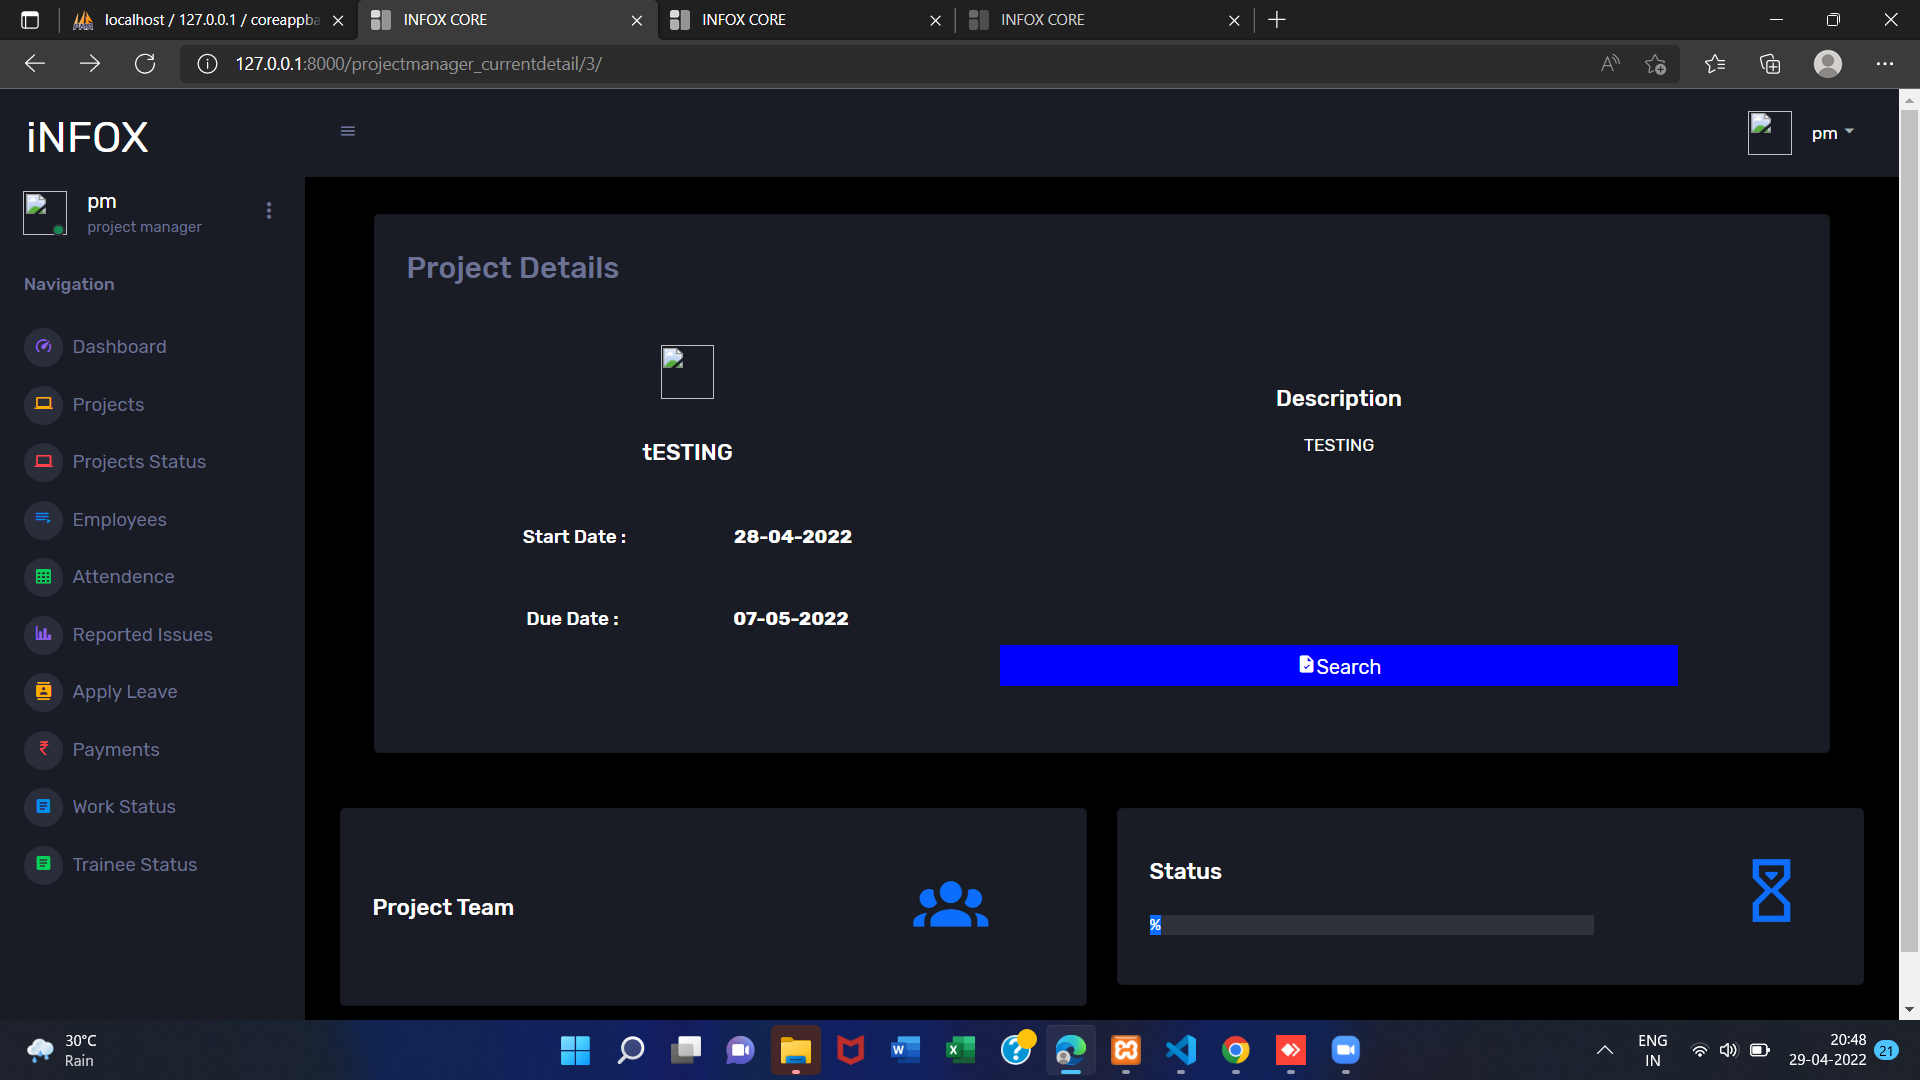 localhost / 127.0.0.1 / coreappba
INFOX CORE
INFOX CORE
INFOX CORE
127.0.0.1:8000/projectmanager_currentdetail/3/
iNFOX
pm
pm
project manager
Navigation
Dashboard
Projects
Projects Status
Employees
Attendence
Reported Issues
Apply Leave
Payments
Work Status
Trainee Status
Project Details
tESTING
Start Date :
28-04-2022
Due Date :
07-05-2022
Description
TESTING
Search
Project Team
Status
%
30°C
Rain
ENG
IN
20:48
29-04-2022
21